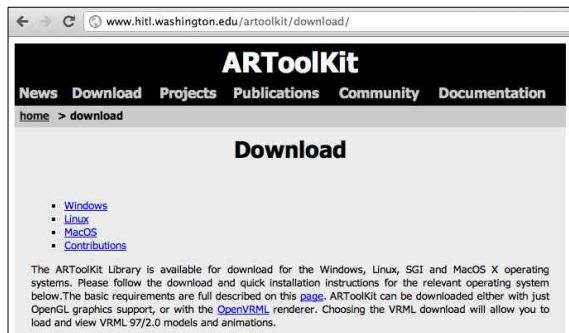 www.hitl.washington.edu/artoolkit/download/
ARToolKit
News Download Projects Publications Community Documentation
home > download
Download
Windows
Linux
MacOS
Contributions
The ARToolKit Library is available for download for the Windows, Linux, SGI and MacOS X operating
systems. Please follow the download and quick installation instructions for the relevant operating system
below.The basic requirements are full described on this page. ARToolKit can be downloaded either with just
OpenGL graphics support, or with the OpenVRML renderer. Choosing the VRML download will allow you to
load and view VRML 97/2.0 models and animations.